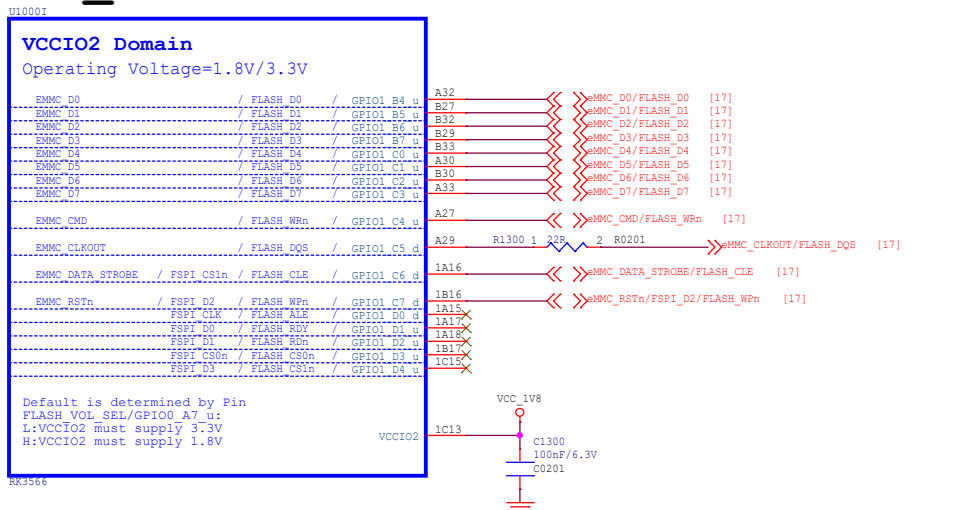 U1000I
VCCIO2 Domain
Operating Voltage=1.8V/3.3V
EMMC_D0 / FLASH_D0 / GPIO1_B4_u A32 eMMC_D0/FLASH_D0 [17]
EMMC_D1 / FLASH_D1 / GPIO1_B5_u B27 eMMC_D1/FLASH_D1 [17]
EMMC_D2 / FLASH_D2 / GPIO1_B6_u B32 eMMC_D2/FLASH_D2 [17]
EMMC_D3 / FLASH_D3 / GPIO1_B7_u B29 eMMC_D3/FLASH_D3 [17]
EMMC_D4 / FLASH_D4 / GPIO1_C0_u B33 eMMC_D4/FLASH_D4 [17]
EMMC_D5 / FLASH_D5 / GPIO1_C1_u A30 eMMC_D5/FLASH_D5 [17]
EMMC_D6 / FLASH_D6 / GPIO1_C2_u B30 eMMC_D6/FLASH_D6 [17]
EMMC_D7 / FLASH_D7 / GPIO1_C3_u A33 eMMC_D7/FLASH_D7 [17]
EMMC_CMD / FLASH_WRn / GPIO1_C4_u A27 eMMC_CMD/FLASH_WRn [17]
EMMC_CLKOUT / FLASH_DQS / GPIO1_C5_d A29 R1300 1 22R 2 R0201 eMMC_CLKOUT/FLASH_DQS [17]
EMMC_DATA_STROBE / FSPI_CS1n / FLASH_CLE / GPIO1_C6_d 1A16 eMMC_DATA_STROBE/FLASH_CLE [17]
EMMC_RSTn / FSPI_D2 / FLASH_WPn / GPIO1_C7_d 1B16 eMMC_RSTn/FSPI_D2/FLASH_WPn [17]
FSPI_CLK / FLASH_ALE / GPIO1_D0_d 1A15
FSPI_D0 / FLASH_RDY / GPIO1_D1_u 1A17
FSPI_D1 / FLASH_RDn / GPIO1_D2_u 1A18
FSPI_CS0n / FLASH_CS0n / GPIO1_D3_u 1B17
FSPI_D3 / FLASH_CS1n / GPIO1_D4_u 1C15
Default is determined by Pin
FLASH_VOL_SEL/GPIO0_A7_u:
L:VCCIO2 must supply 3.3V
H:VCCIO2 must supply 1.8V
VCCIO2 1C13
VCC_1V8
C1300
100nF/6.3V
C0201
RK3566